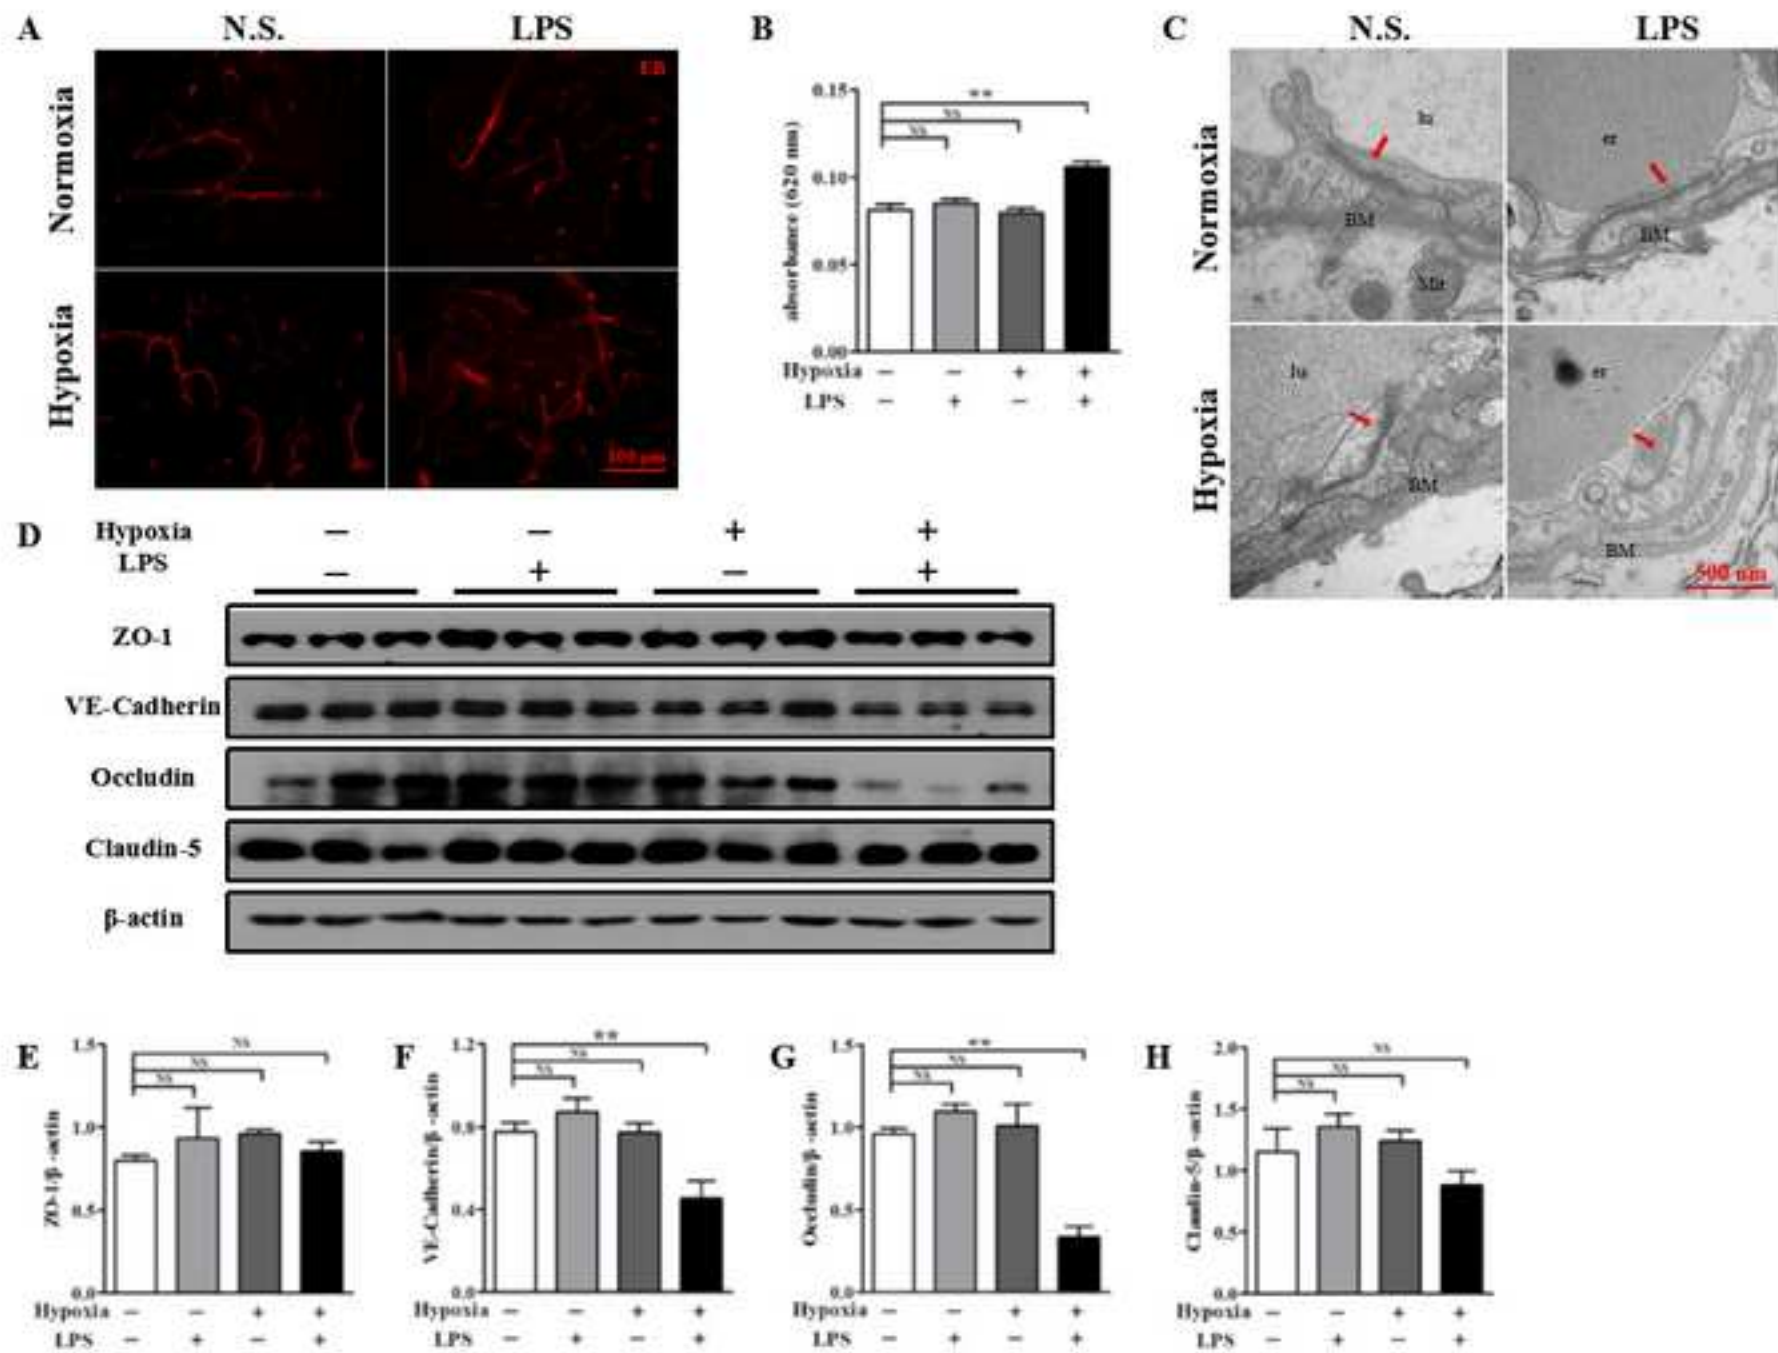 A
N.S.
LPS
Normoxia
Hypoxia
EB
100 μm
B
absorbance (620 nm)
0.15
0.10
0.05
0.00
**
NS
NS
Hypoxia − − + +
LPS − + − +
C
N.S.
LPS
Normoxia
Hypoxia
lu
BM
Mit
er
BM
lu
BM
er
BM
500 nm
D
Hypoxia − − + +
LPS − + − +
ZO-1
VE-Cadherin
Occludin
Claudin-5
β-actin
E
ZO-1/β -actin
1.5
1.0
0.5
0.0
NS
NS
NS
Hypoxia − − + +
LPS − + − +
F
VE-Cadherin/β -actin
1.2
0.8
0.4
0.0
**
NS
NS
Hypoxia − − + +
LPS − + − +
G
Occludin/β -actin
1.5
1.0
0.5
0.0
**
NS
NS
Hypoxia − − + +
LPS − + − +
H
Claudin-5/β -actin
2.0
1.5
1.0
0.5
0.0
NS
NS
NS
Hypoxia − − + +
LPS − + − +